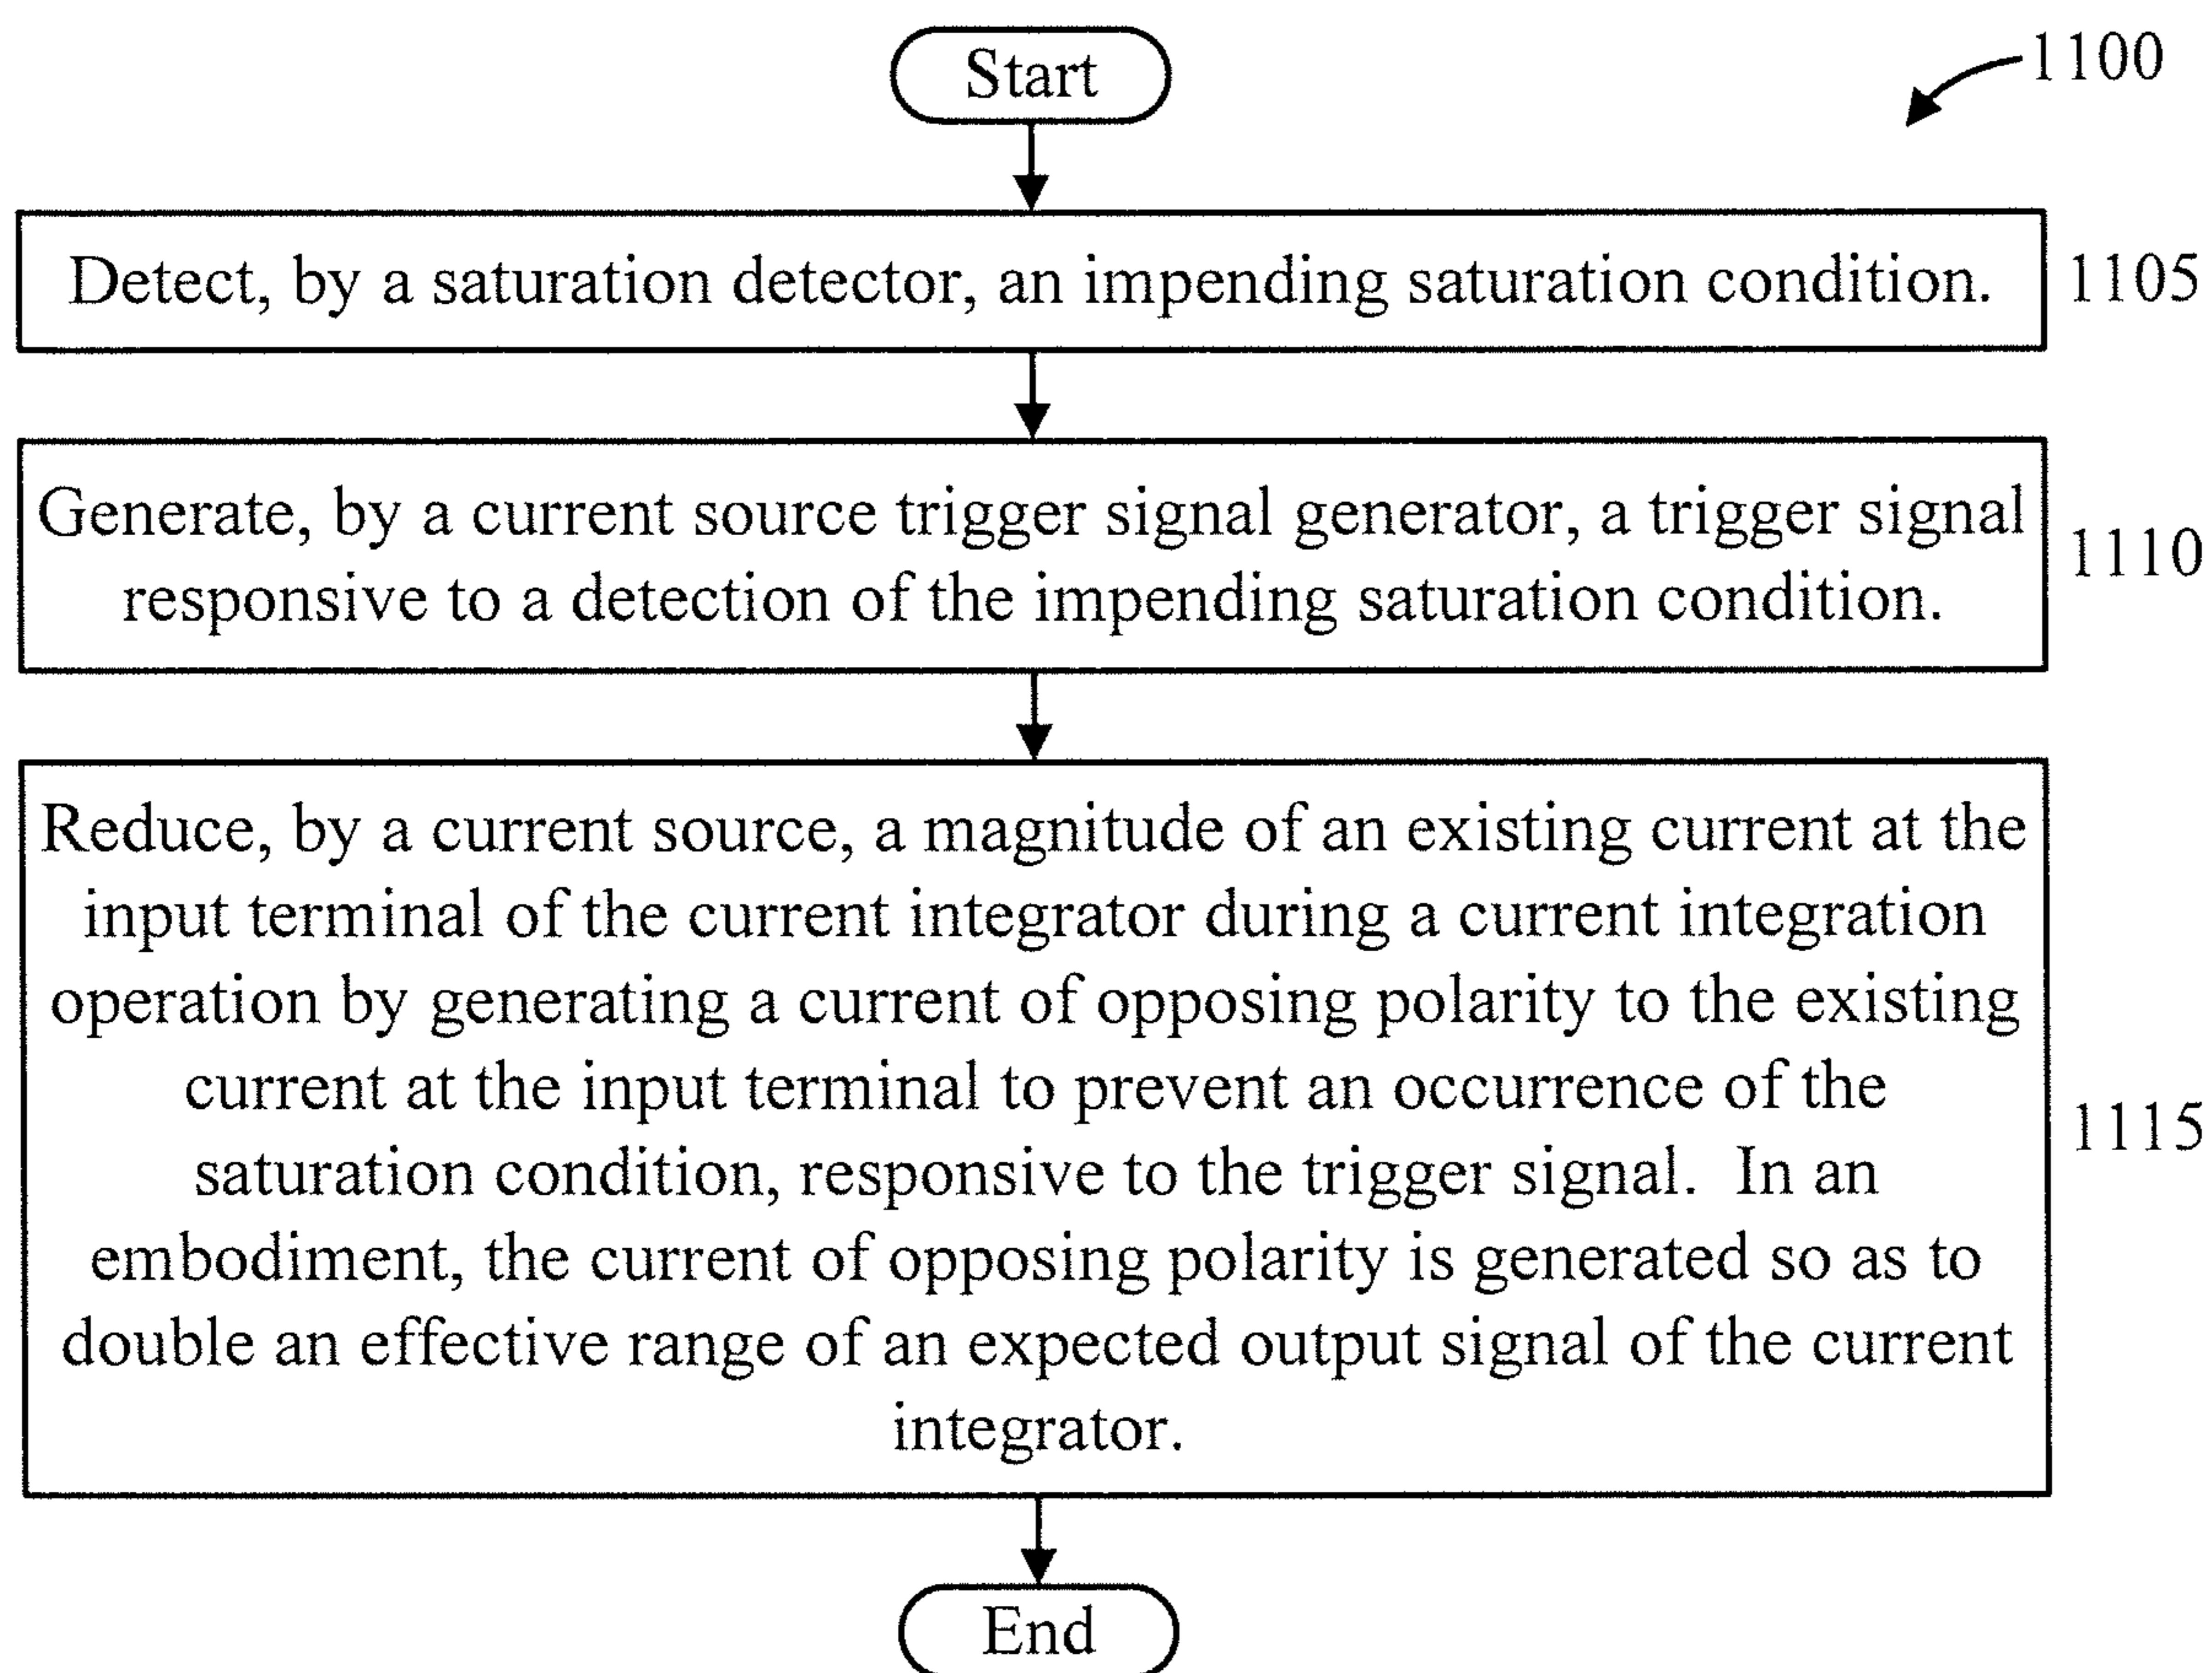 Start
1100
Detect, by a saturation detector, an impending saturation condition.
1105
Generate, by a current source trigger signal generator, a trigger signal
responsive to a detection of the impending saturation condition.
1110
Reduce, by a current source, a magnitude of an existing current at the
input terminal of the current integrator during a current integration
operation by generating a current of opposing polarity to the existing
current at the input terminal to prevent an occurrence of the
saturation condition, responsive to the trigger signal.  In an
embodiment, the current of opposing polarity is generated so as to
double an effective range of an expected output signal of the current
integrator.
1115
End